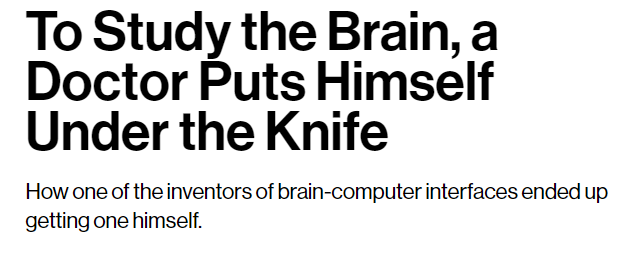 To Study the Brain, a
Doctor Puts Himself
Under the Knife
How one of the inventors of brain-computer interfaces ended up
getting one himself.